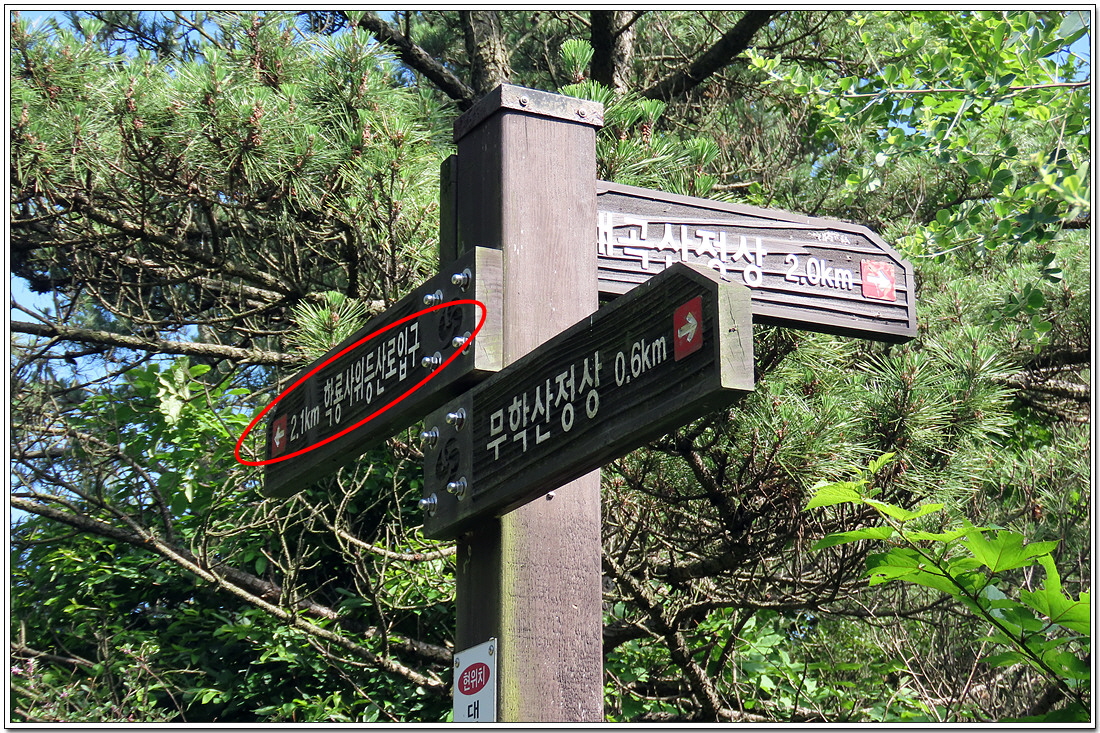 대곡산정상 2.0km
2.1km 학룡사위등산로입구
무학산정상 0.6km
현위치
대